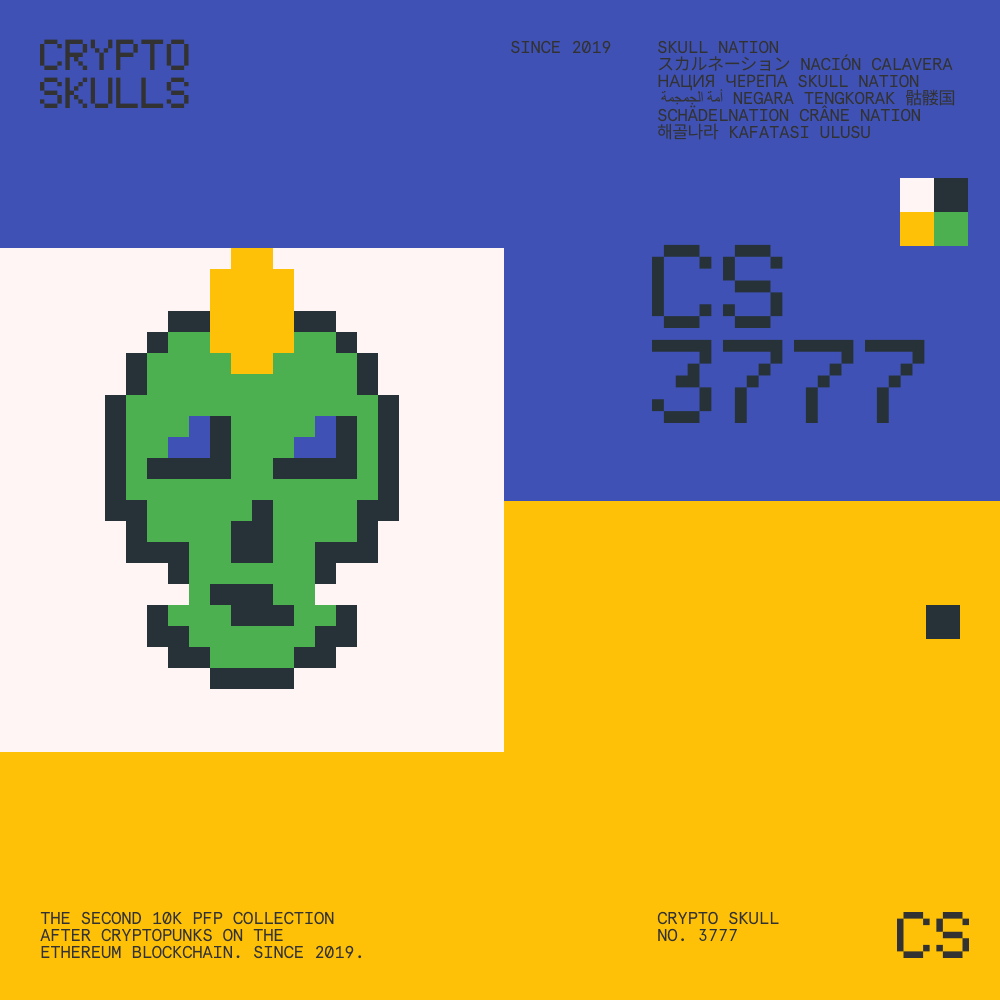 CRYPTO
SKULLS
SINCE 2019
SKULL NATION
スカルネーション NACIÓN CALAVERA
НАЦИЯ ЧЕРЕПА SKULL NATION
أمة الجمجمة NEGARA TENGKORAK 骷髅国
SCHÄDELNATION CRÂNE NATION
해골나라 KAFATASI ULUSU
CS
3777
THE SECOND 10K PFP COLLECTION
AFTER CRYPTOPUNKS ON THE
ETHEREUM BLOCKCHAIN. SINCE 2019.
CRYPTO SKULL
NO. 3777
CS